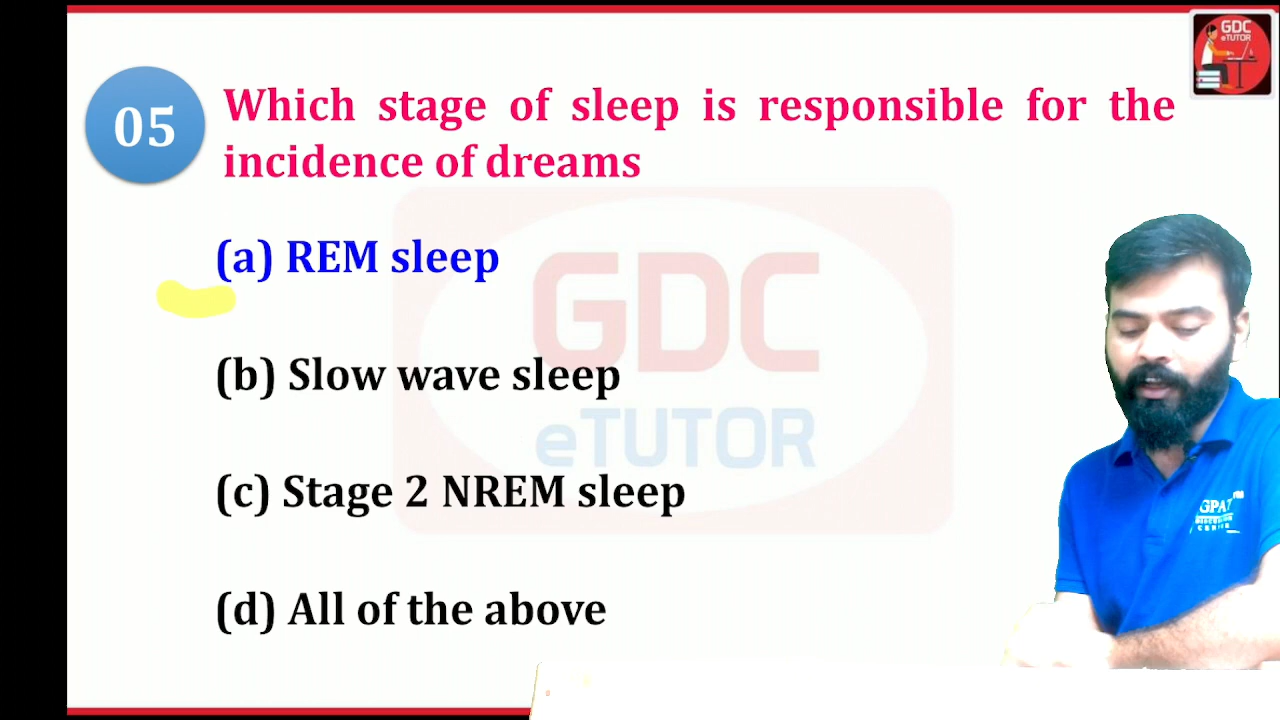 GDC
eTUTOR
05
Which stage of sleep is responsible for the
incidence of dreams
(a) REM sleep
(b) Slow wave sleep
(c) Stage 2 NREM sleep
(d) All of the above
GDC
eTUTOR